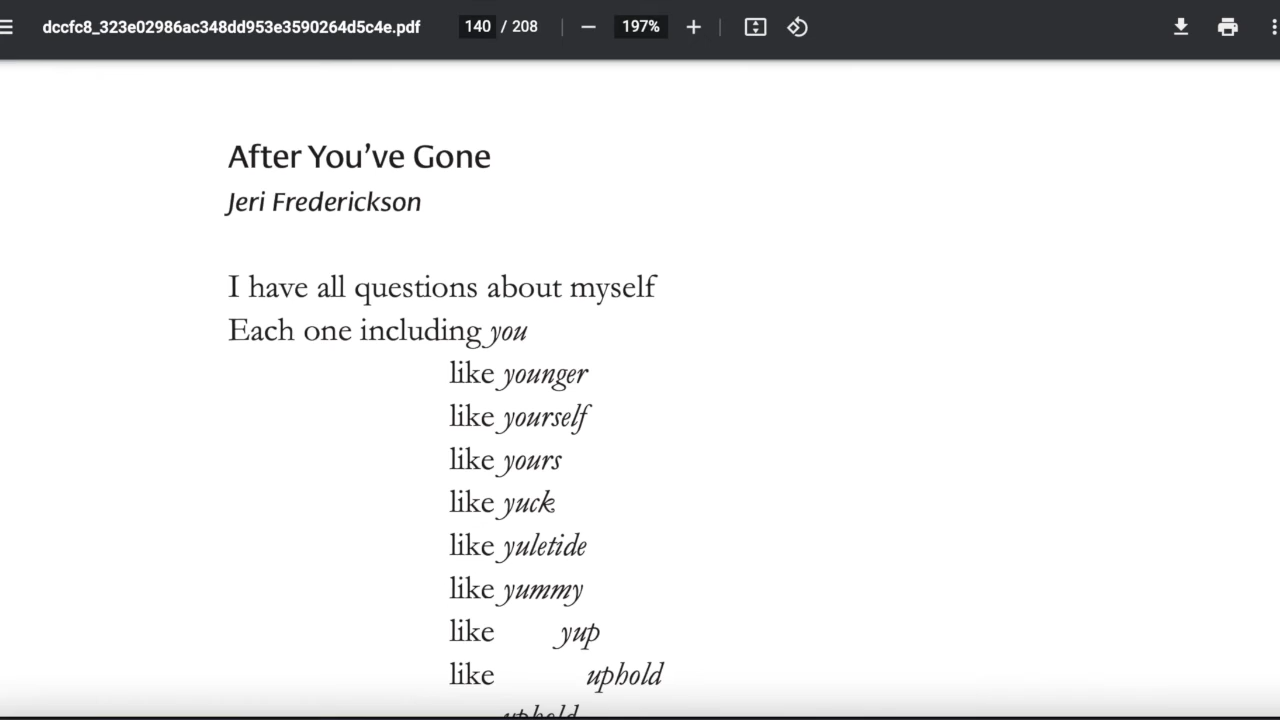 dccfc8_323e02986ac348dd953e3590264d5c4e.pdf 140 / 208 197%
After You’ve Gone
Jeri Frederickson
I have all questions about myself
Each one including you
like younger
like yourself
like yours
like yuck
like yuletide
like yummy
like yup
like uphold
uphold